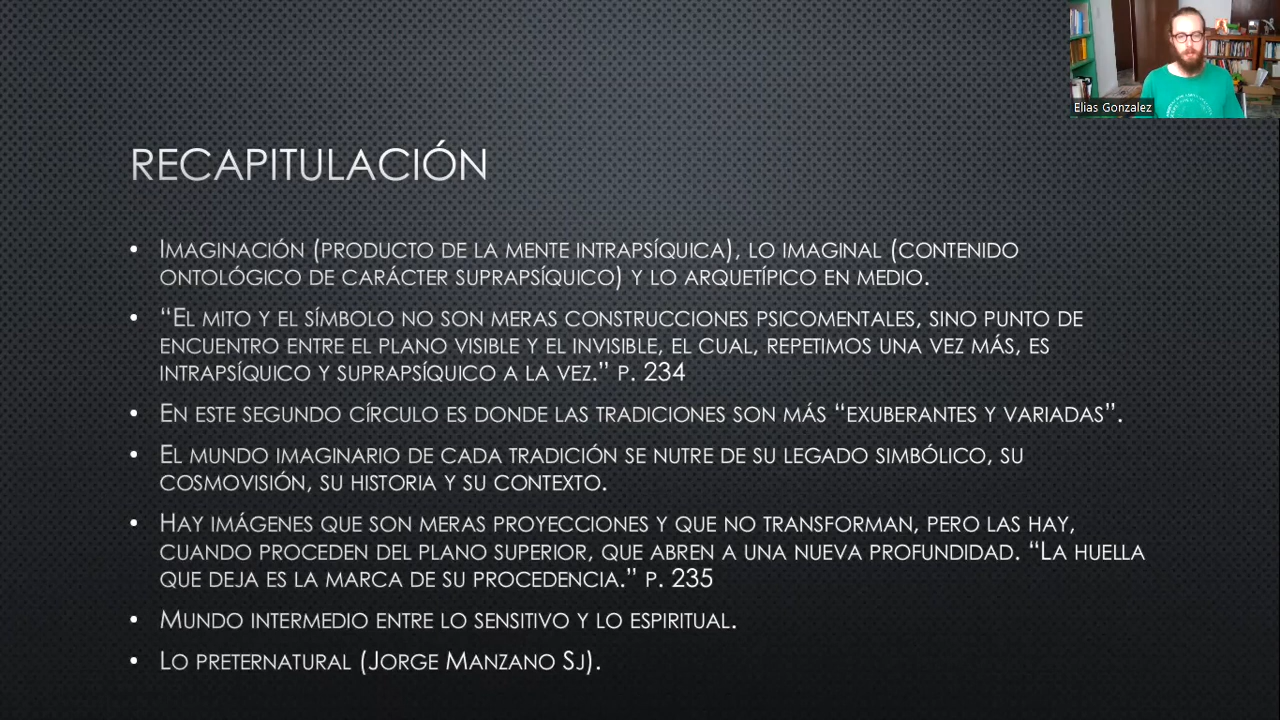 Elias Gonzalez
RECAPITULACIÓN
• IMAGINACIÓN (PRODUCTO DE LA MENTE INTRAPSÍQUICA), LO IMAGINAL (CONTENIDO
ONTOLÓGICO DE CARÁCTER SUPRAPSÍQUICO) Y LO ARQUETÍPICO EN MEDIO.
• “EL MITO Y EL SÍMBOLO NO SON MERAS CONSTRUCCIONES PSICOMENTALES, SINO PUNTO DE
ENCUENTRO ENTRE EL PLANO VISIBLE Y EL INVISIBLE, EL CUAL, REPETIMOS UNA VEZ MÁS, ES
INTRAPSÍQUICO Y SUPRAPSÍQUICO A LA VEZ.” P. 234
• EN ESTE SEGUNDO CÍRCULO ES DONDE LAS TRADICIONES SON MÁS “EXUBERANTES Y VARIADAS”.
• EL MUNDO IMAGINARIO DE CADA TRADICIÓN SE NUTRE DE SU LEGADO SIMBÓLICO, SU
COSMOVISIÓN, SU HISTORIA Y SU CONTEXTO.
• HAY IMÁGENES QUE SON MERAS PROYECCIONES Y QUE NO TRANSFORMAN, PERO LAS HAY,
CUANDO PROCEDEN DEL PLANO SUPERIOR, QUE ABREN A UNA NUEVA PROFUNDIDAD. “LA HUELLA
QUE DEJA ES LA MARCA DE SU PROCEDENCIA.” P. 235
• MUNDO INTERMEDIO ENTRE LO SENSITIVO Y LO ESPIRITUAL.
• LO PRETERNATURAL (JORGE MANZANO SJ).